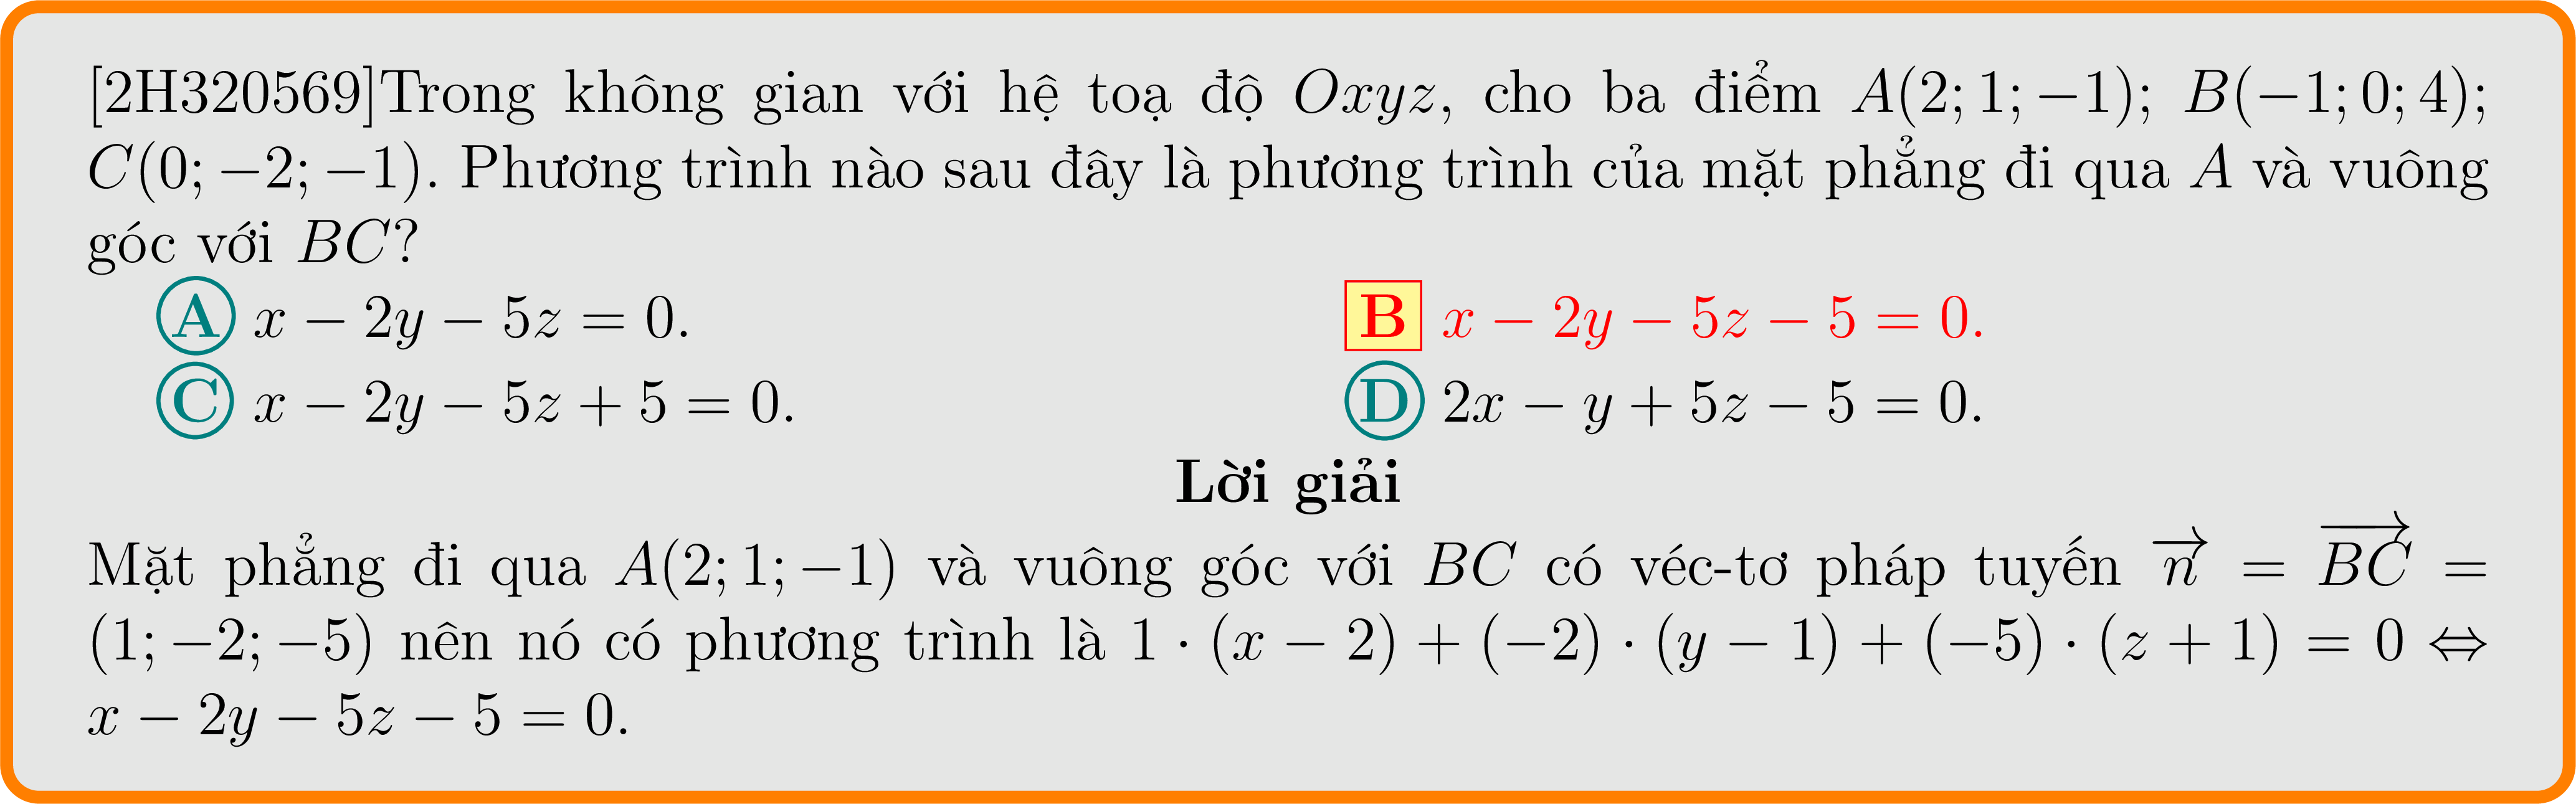 [2H320569]Trong không gian với hệ toạ độ Oxyz, cho ba điểm A(2; 1; −1); B(−1; 0; 4);
C(0; −2; −1). Phương trình nào sau đây là phương trình của mặt phẳng đi qua A và vuông
góc với BC?
A x − 2y − 5z = 0. B x − 2y − 5z − 5 = 0.
C x − 2y − 5z + 5 = 0. D 2x − y + 5z − 5 = 0.
Lời giải
Mặt phẳng đi qua A(2; 1; −1) và vuông góc với BC có véc-tơ pháp tuyến \overrightarrow{n} = \overrightarrow{BC} =
(1; −2; −5) nên nó có phương trình là 1 · (x − 2) + (−2) · (y − 1) + (−5) · (z + 1) = 0 ⇔
x − 2y − 5z − 5 = 0.